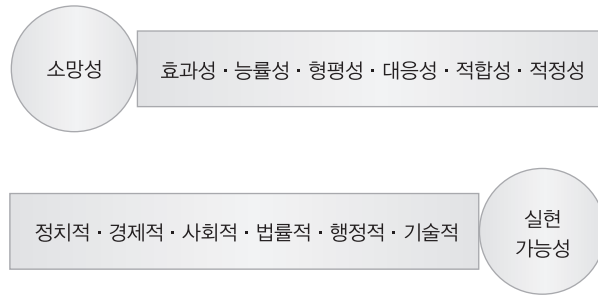 소망성
효과성 · 능률성 · 형평성 · 대응성 · 적합성 · 적정성
정치적 · 경제적 · 사회적 · 법률적 · 행정적 · 기술적
실현
가능성